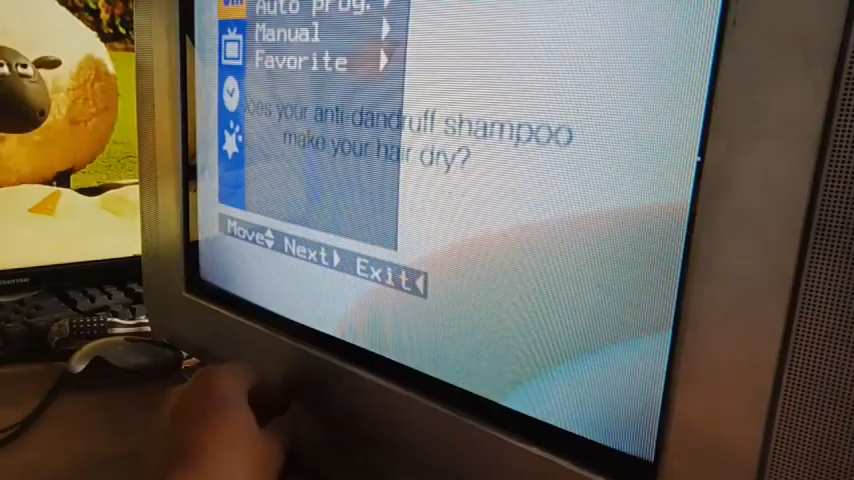 Auto prog.
Manual
Favorite
oes your anti-dandruff shampoo
make your hair dry?
Move Next Exit